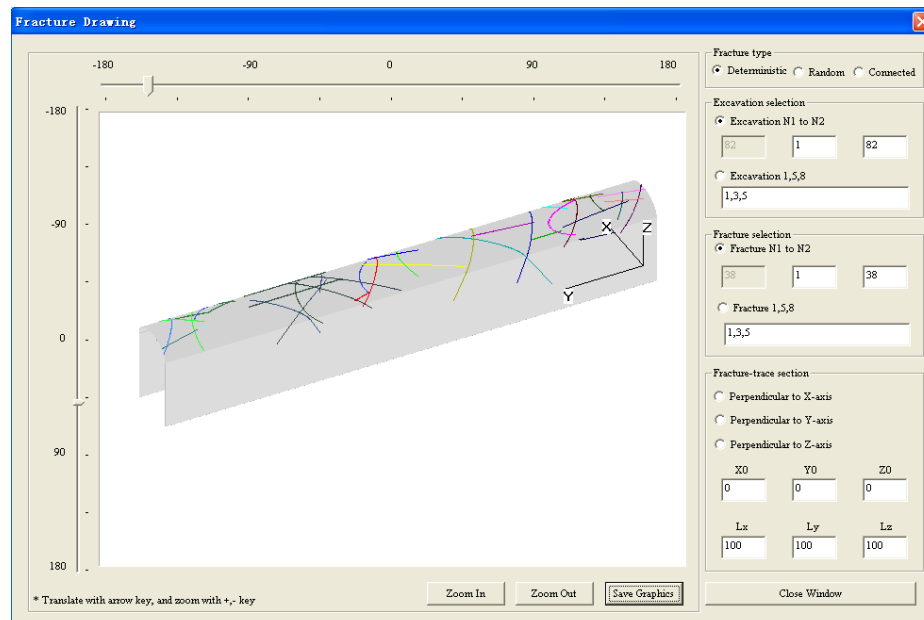 Fracture Drawing
-180 -90 0 90 180
-180
-90
0
90
180
X
Z
Y
* Translate with arrow key, and zoom with +,- key
Zoom In
Zoom Out
Save Graphics
Fracture type
Deterministic Random Connected
Excavation selection
Excavation N1 to N2
82 1 82
Excavation 1,5,8
1,3,5
Fracture selection
Fracture N1 to N2
38 1 38
Fracture 1,5,8
1,3,5
Fracture-trace section
Perpendicular to X-axis
Perpendicular to Y-axis
Perpendicular to Z-axis
X0 Y0 Z0
0 0 0
Lx Ly Lz
100 100 100
Close Window